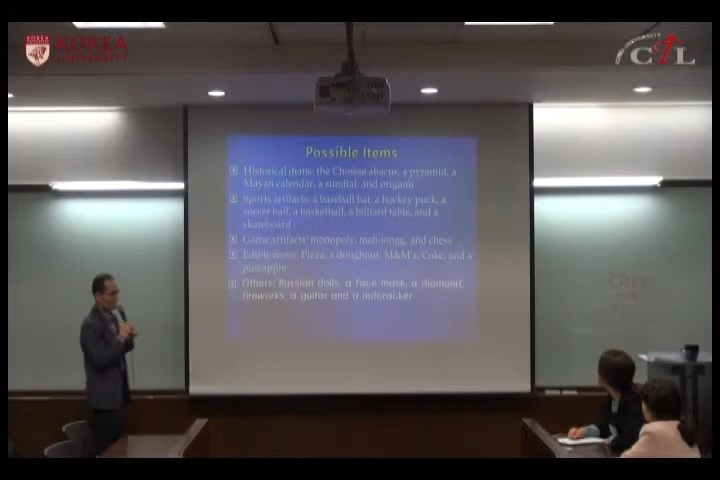 KOREA
UNIVERSITY
CTL
Possible Items
Historical items: the Chinese abacus, a pyramid, a
Mayan calendar, a sundial, and origami
Sports artifacts: a baseball bat, a hockey puck, a
soccer ball, a basketball, a billiard table, and a
skateboard
Game artifacts: monopoly, mah-jongg, and chess
Edible items: Pizza, a doughnut, M&M's, Coke, and a
pineapple
Others: Russian dolls, a face mask, a diamond,
fireworks, a guitar and a nutcracker